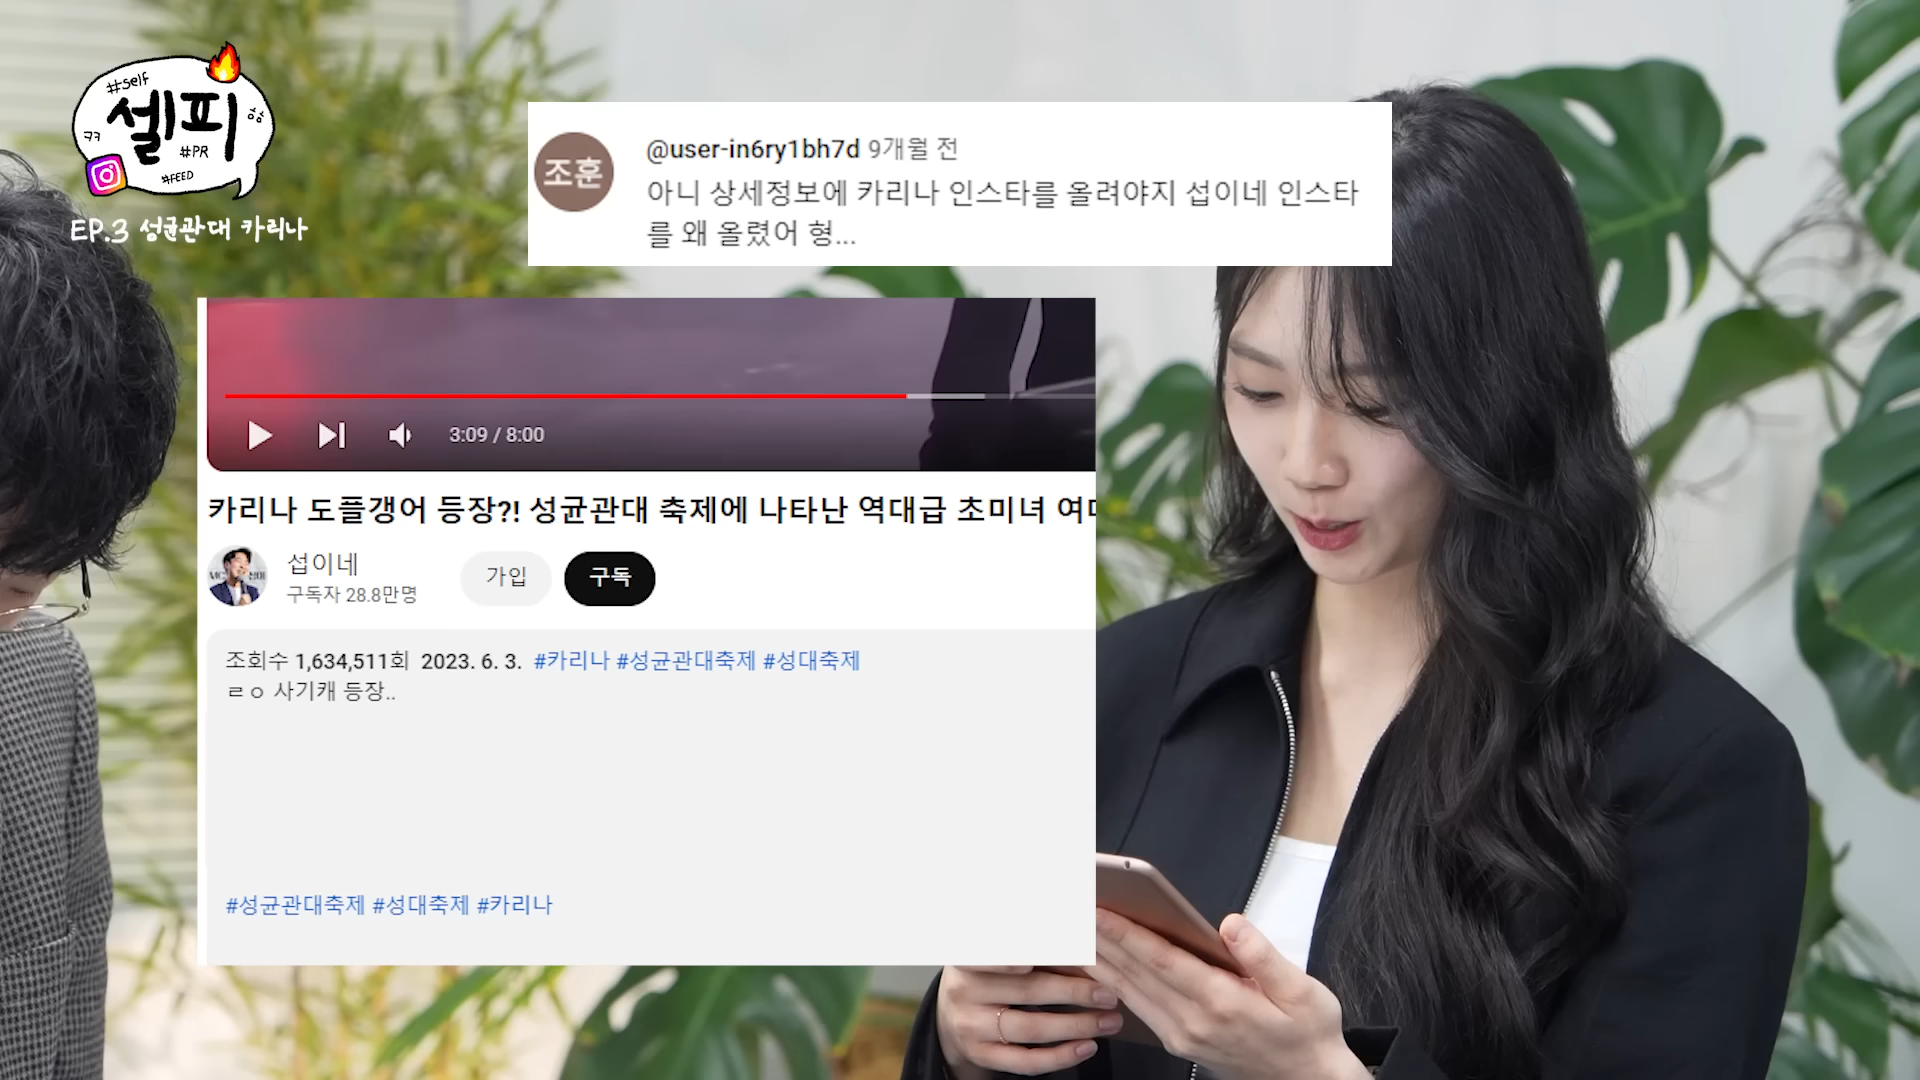 #self
셀피
ㅋㅋ
#PR
#FEED
EP.3 성균관대 카리나
조훈
@user-in6ry1bh7d 9개월 전
아니 상세정보에 카리나 인스타를 올려야지 섭이네 인스타
를 왜 올렸어 형...
3:09 / 8:00
카리나 도플갱어 등장?! 성균관대 축제에 나타난 역대급 초미녀
섭이네
구독자 28.8만명
가입
구독
조회수 1,634,511회 2023. 6. 3. #카리나 #성균관대축제 #성대축제
ㄹㅇ 사기캐 등장..
#성균관대축제 #성대축제 #카리나